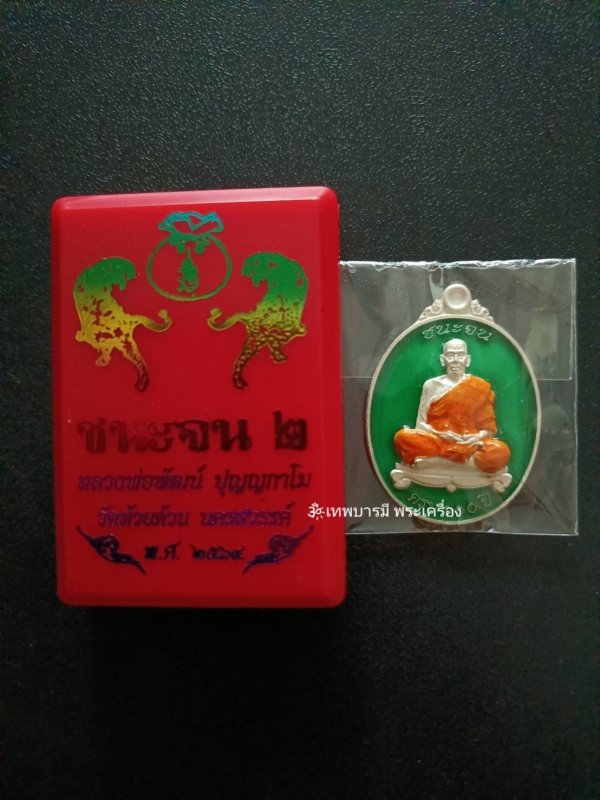 ชนะจน ๒
หลวงพ่อพัฒน์ ปุญญกาโม
วัดห้วยด้วน นครสวรรค์
พ.ศ. ๒๕๖๔
ชนะจน
เทพบารมี พระเครื่อง